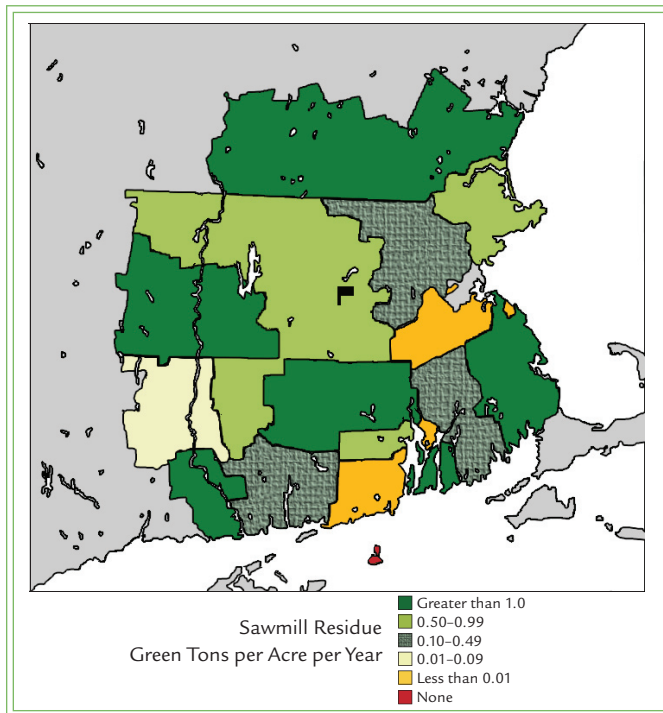 Sawmill Residue
Green Tons per Acre per Year
Greater than 1.0
0.50–0.99
0.10–0.49
0.01–0.09
Less than 0.01
None